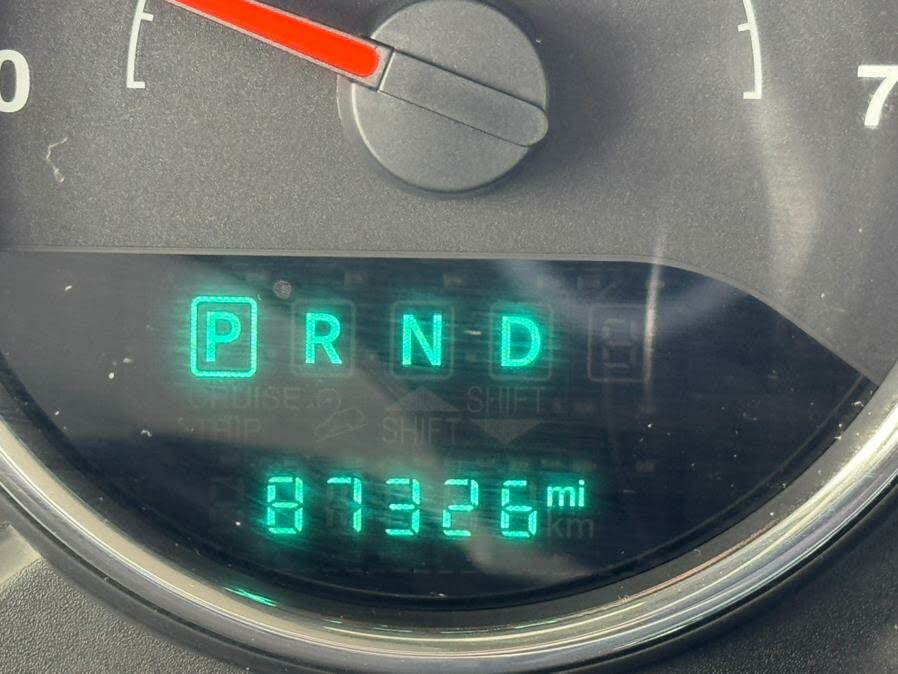 0 7
P R N D
CRUISE SHIFT
TRIP SHIFT
87326 mi
km